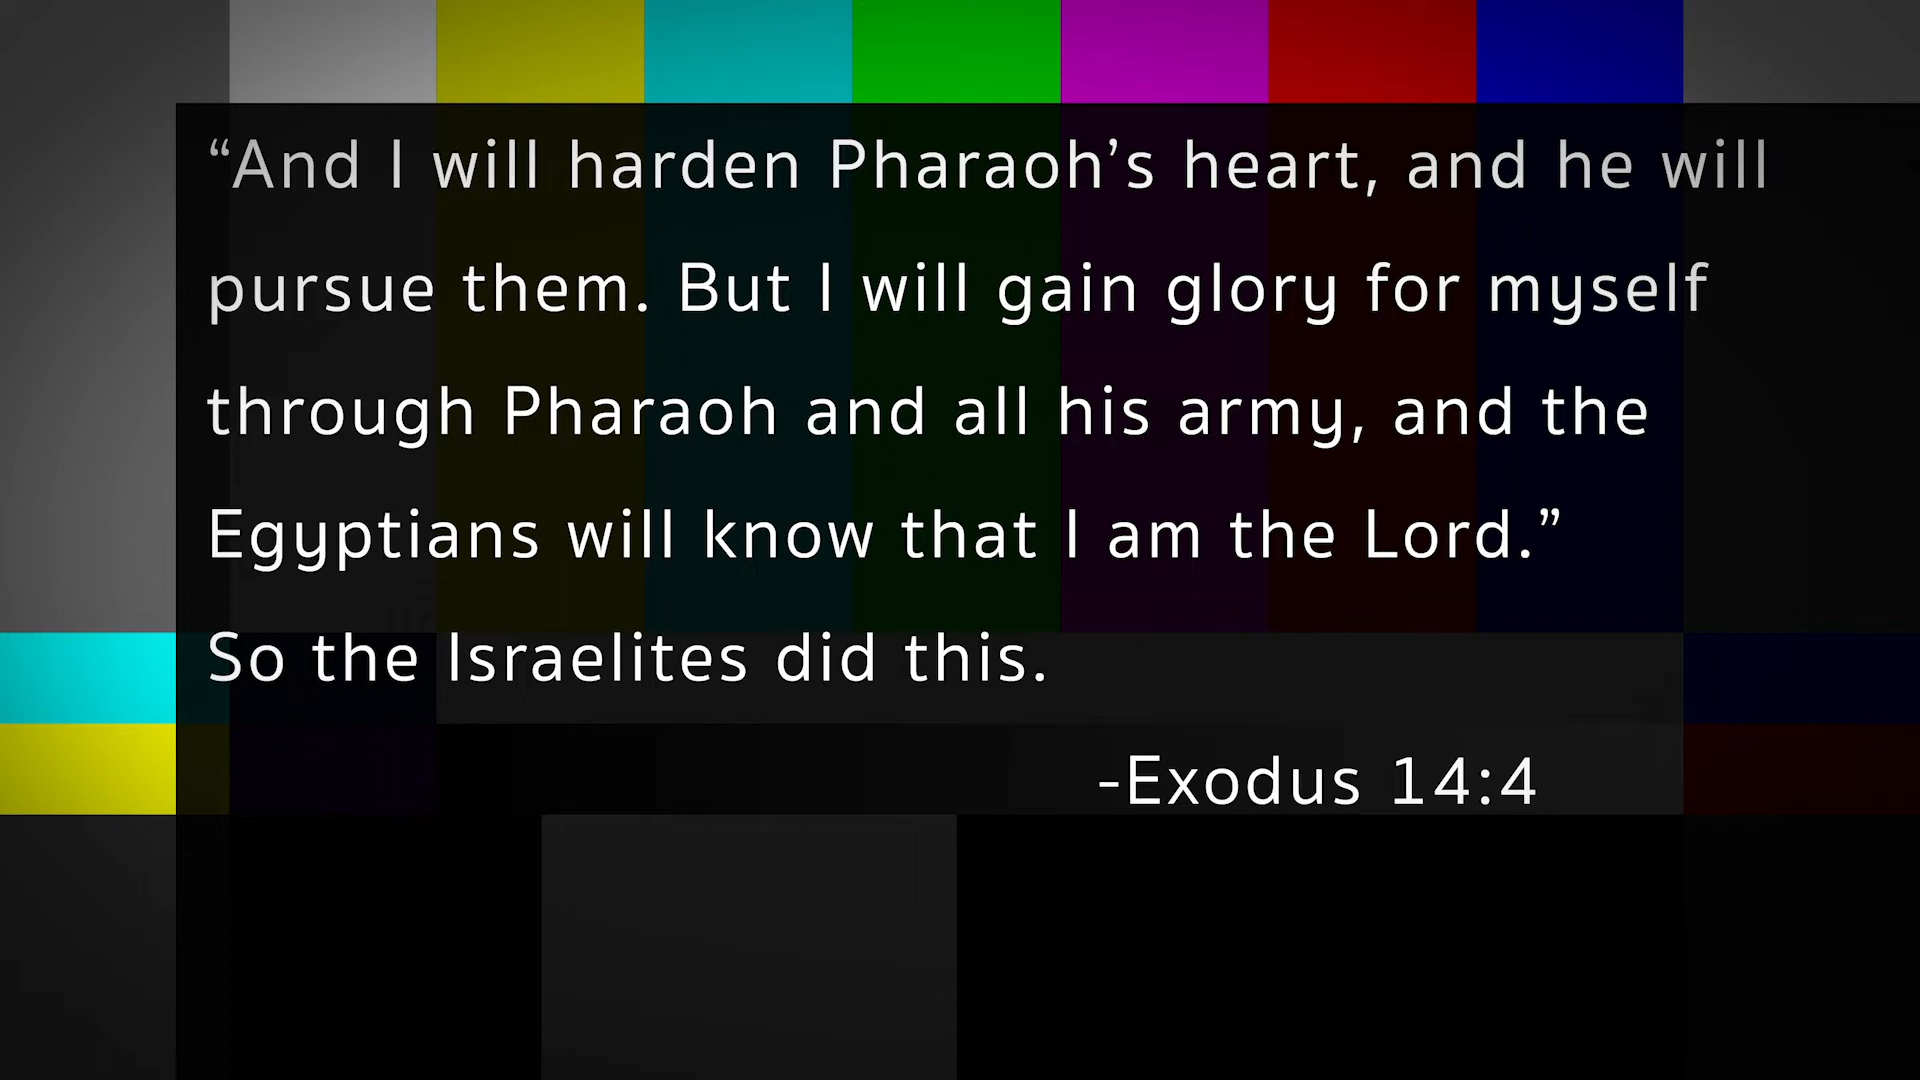 “And I will harden Pharaoh’s heart, and he will
pursue them. But I will gain glory for myself
through Pharaoh and all his army, and the
Egyptians will know that I am the Lord.”
So the Israelites did this.
-Exodus 14:4